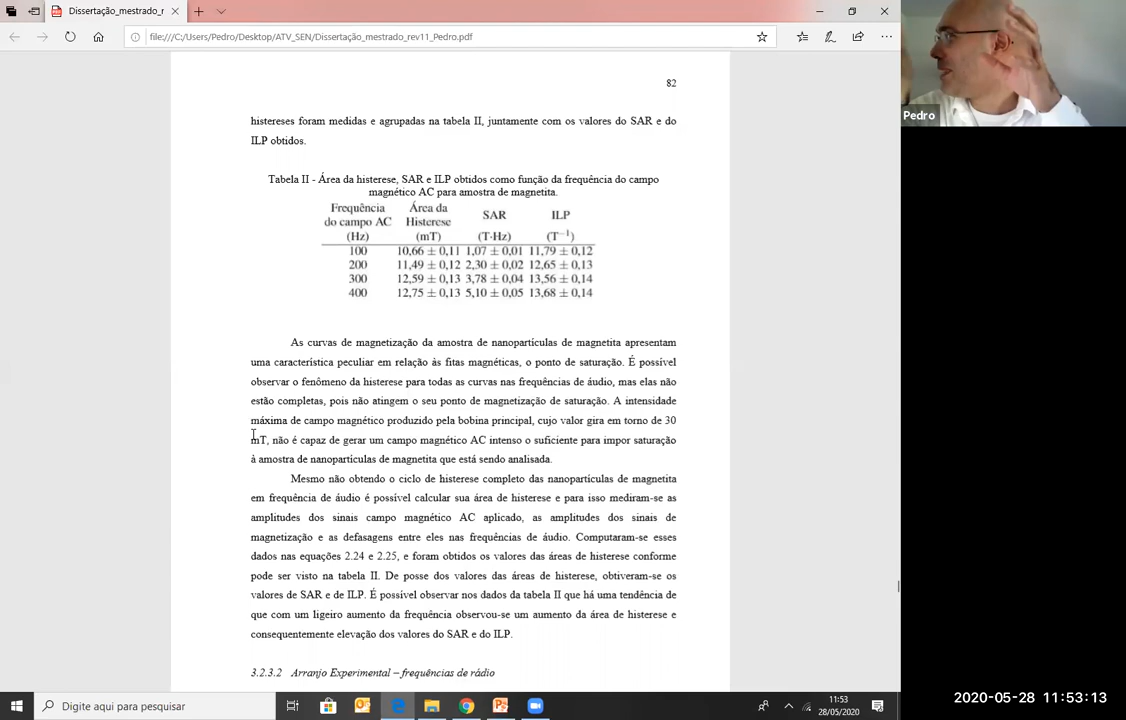 Dissertação_mestrado_r
file:///C:/Users/Pedro/Desktop/ATV_SEN/Dissertação_mestrado_rev11_Pedro.pdf
Pedro
82
histereses foram medidas e agrupadas na tabela II, juntamente com os valores do SAR e do
ILP obtidos.
Tabela II - Área da histerese, SAR e ILP obtidos como função da frequência do campo
magnético AC para amostra de magnetita.
Frequência Área da SAR ILP
do campo AC Histerese
(Hz) (mT) (T·Hz) (T⁻¹)
100 10,66 ± 0,11 1,07 ± 0,01 11,79 ± 0,12
200 11,49 ± 0,12 2,30 ± 0,02 12,65 ± 0,13
300 12,59 ± 0,13 3,78 ± 0,04 13,56 ± 0,14
400 12,75 ± 0,13 5,10 ± 0,05 13,68 ± 0,14
As curvas de magnetização da amostra de nanopartículas de magnetita apresentam
uma característica peculiar em relação às fitas magnéticas, o ponto de saturação. É possível
observar o fenômeno da histerese para todas as curvas nas frequências de áudio, mas elas não
estão completas, pois não atingem o seu ponto de magnetização de saturação. A intensidade
máxima de campo magnético produzido pela bobina principal, cujo valor gira em torno de 30
mT, não é capaz de gerar um campo magnético AC intenso o suficiente para impor saturação
à amostra de nanopartículas de magnetita que está sendo analisada.
Mesmo não obtendo o ciclo de histerese completo das nanopartículas de magnetita
em frequência de áudio é possível calcular sua área de histerese e para isso mediram-se as
amplitudes dos sinais campo magnético AC aplicado, as amplitudes dos sinais de
magnetização e as defasagens entre eles nas frequências de áudio. Computaram-se esses
dados nas equações 2.24 e 2.25, e foram obtidos os valores das áreas de histerese conforme
pode ser visto na tabela II. De posse dos valores das áreas de histerese, obtiveram-se os
valores de SAR e de ILP. É possível observar nos dados da tabela II que há uma tendência de
que com um ligeiro aumento da frequência observou-se um aumento da área de histerese e
consequentemente elevação dos valores do SAR e do ILP.
3.2.3.2 Arranjo Experimental – frequências de rádio
Digite aqui para pesquisar
11:53
28/05/2020
2020-05-28 11:53:13